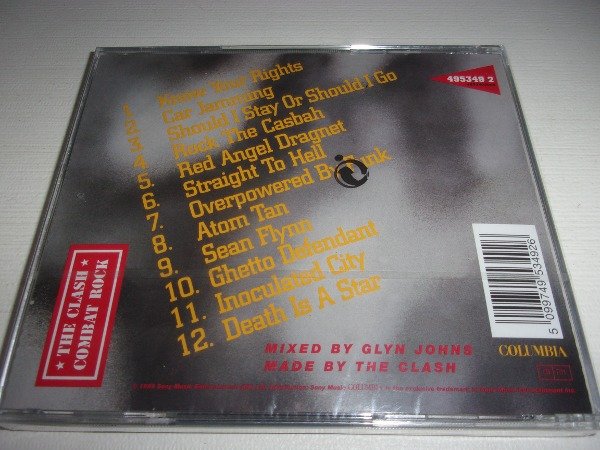 1. Know Your Rights
2. Car Jamming
3. Should I Stay Or Should I Go
4. Rock The Casbah
5. Red Angel Dragnet
6. Straight To Hell
7. Overpowered By Funk
8. Atom Tan
9. Sean Flynn
10. Ghetto Defendant
11. Inoculated City
12. Death Is A Star
495349 2
★ THE CLASH ★
COMBAT ROCK
MIXED BY GLYN JOHNS
MADE BY THE CLASH
5 099749 534926
COLUMBIA